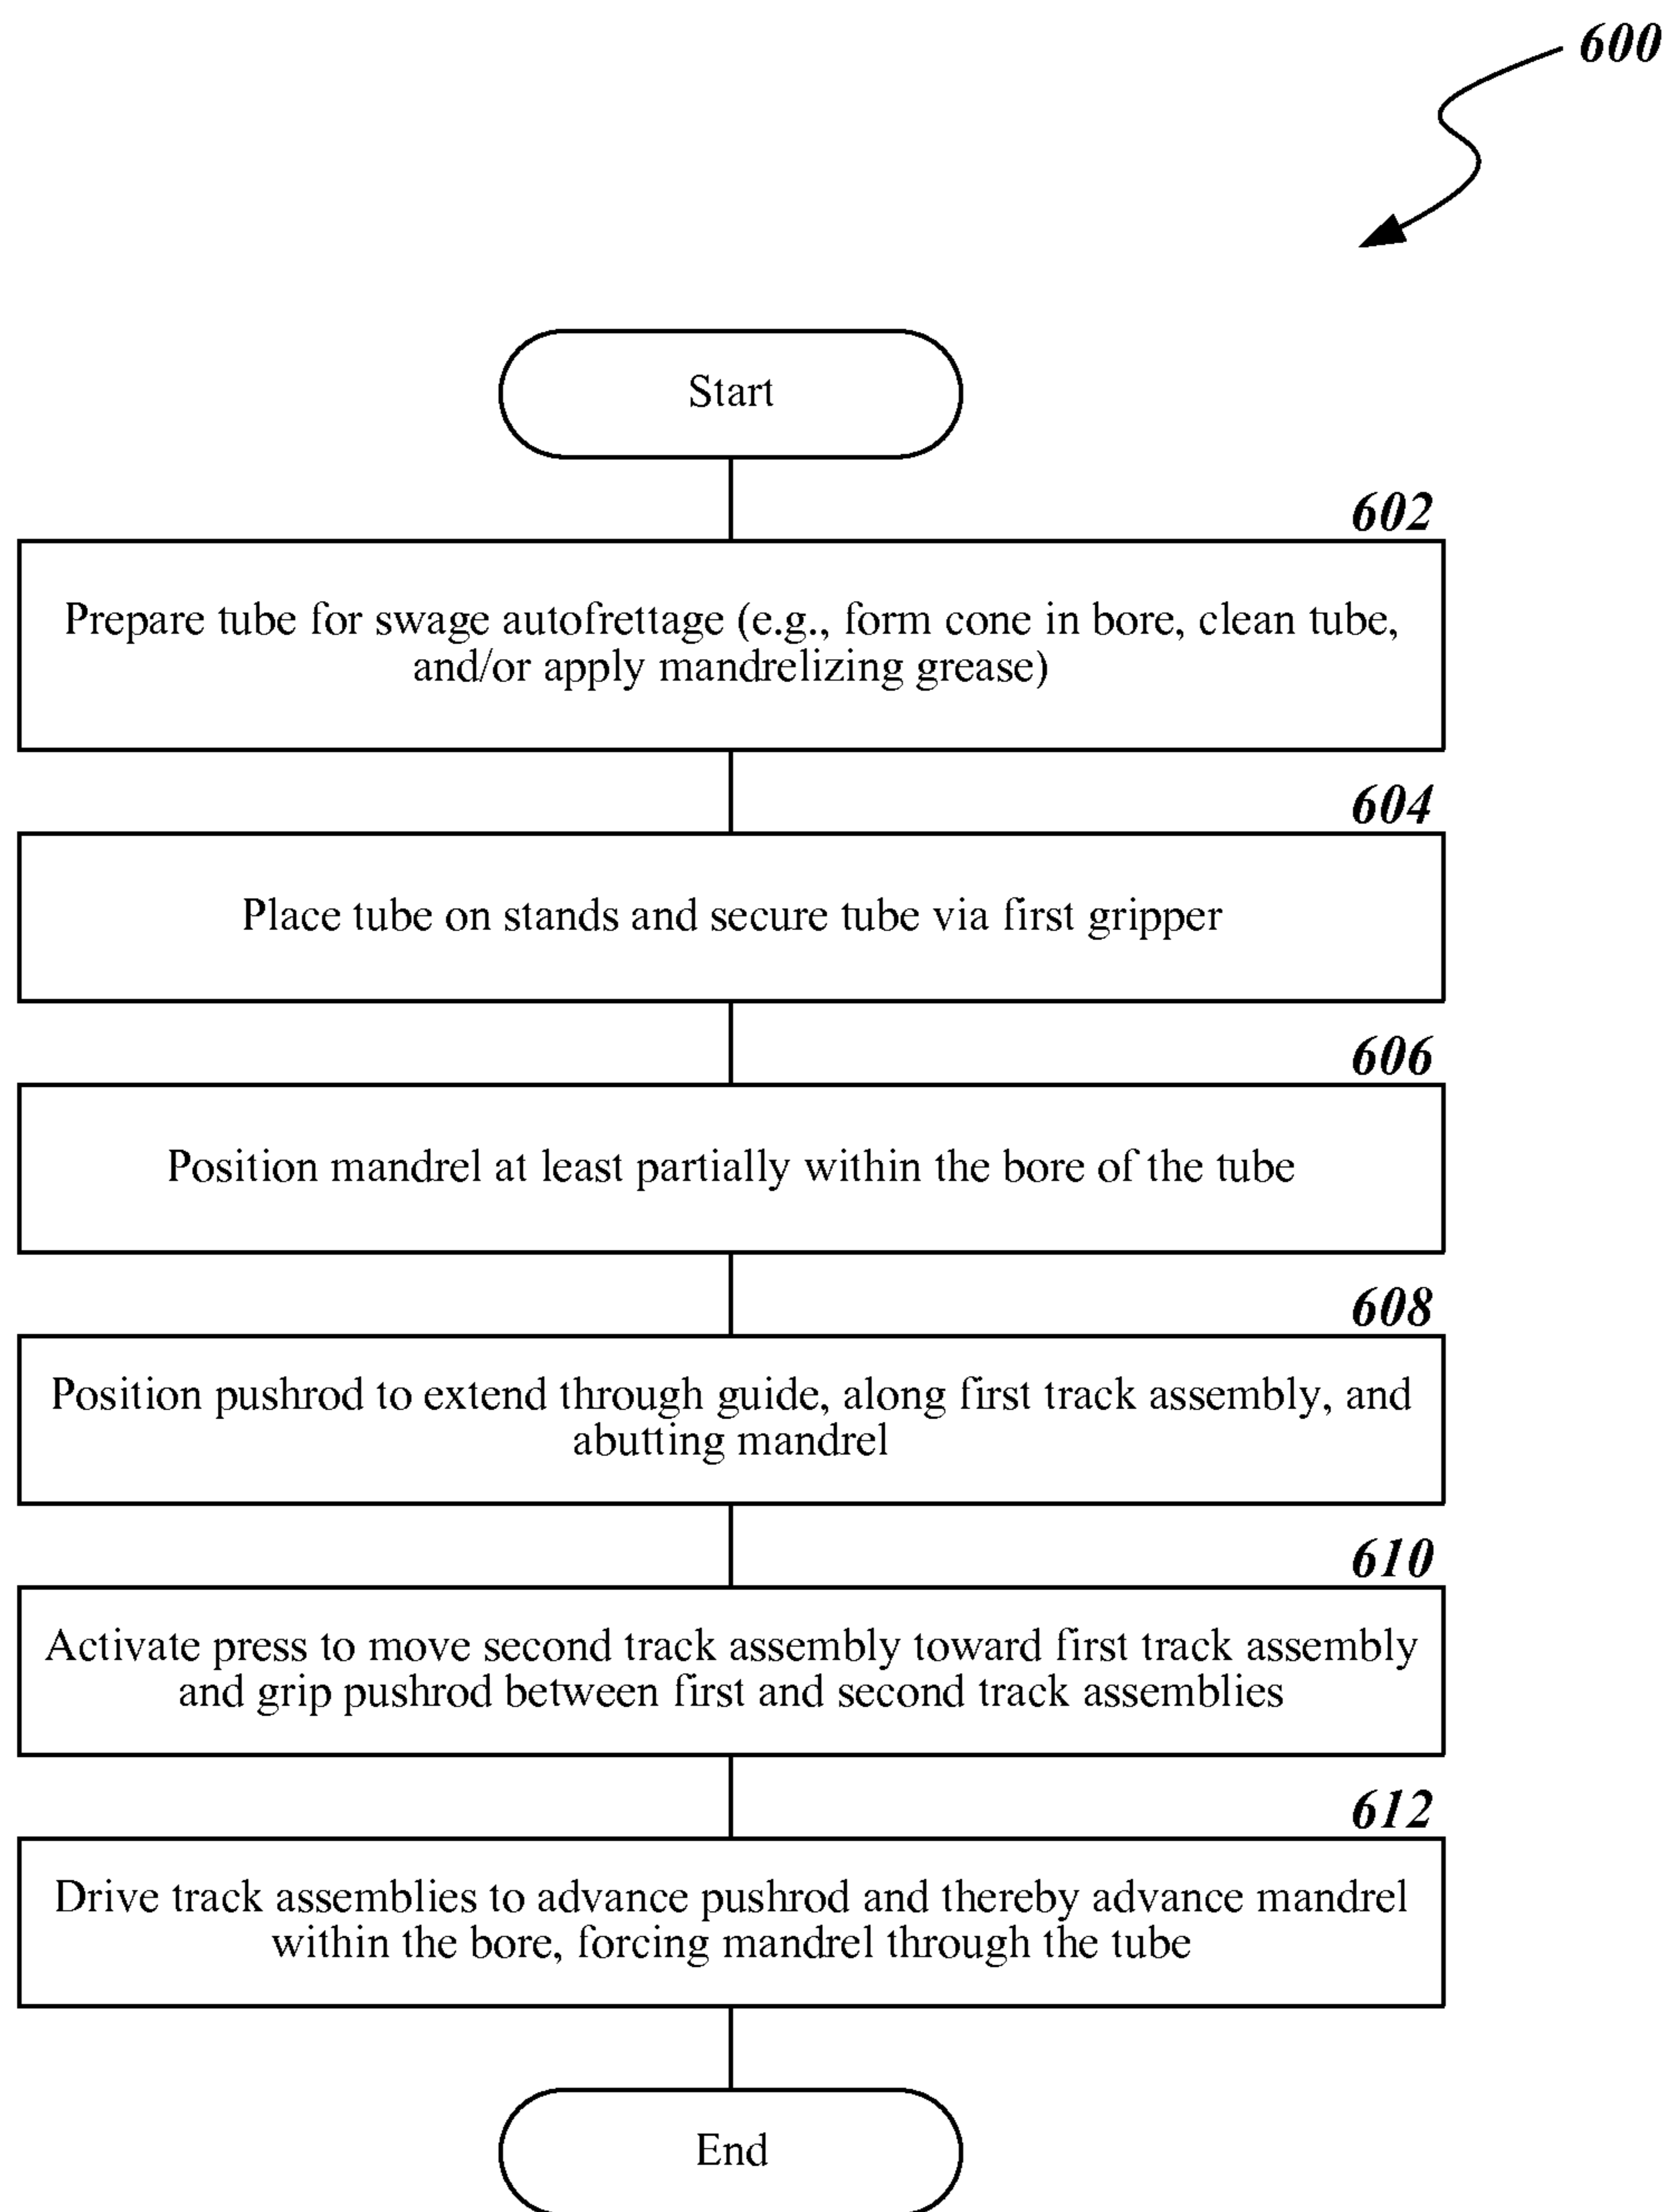 600
Start
602
Prepare tube for swage autofrettage (e.g., form cone in bore, clean tube,
and/or apply mandrelizing grease)
604
Place tube on stands and secure tube via first gripper
606
Position mandrel at least partially within the bore of the tube
608
Position pushrod to extend through guide, along first track assembly, and
abutting mandrel
610
Activate press to move second track assembly toward first track assembly
and grip pushrod between first and second track assemblies
612
Drive track assemblies to advance pushrod and thereby advance mandrel
within the bore, forcing mandrel through the tube
End